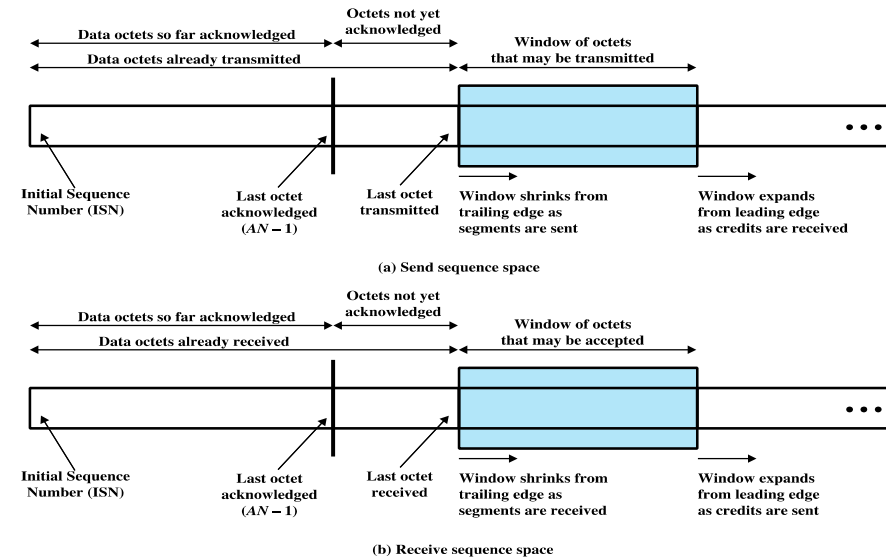 Octets not yet
acknowledged
Data octets so far acknowledged
Window of octets
that may be transmitted
Data octets already transmitted
• • •
Initial Sequence
Number (ISN)
Last octet
acknowledged
(AN – 1)
Last octet
transmitted
Window shrinks from
trailing edge as
segments are sent
Window expands
from leading edge
as credits are received
(a) Send sequence space
Octets not yet
acknowledged
Data octets so far acknowledged
Window of octets
that may be accepted
Data octets already received
• • •
Initial Sequence
Number (ISN)
Last octet
acknowledged
(AN – 1)
Last octet
received
Window shrinks from
trailing edge as
segments are received
Window expands
from leading edge
as credits are sent
(b) Receive sequence space